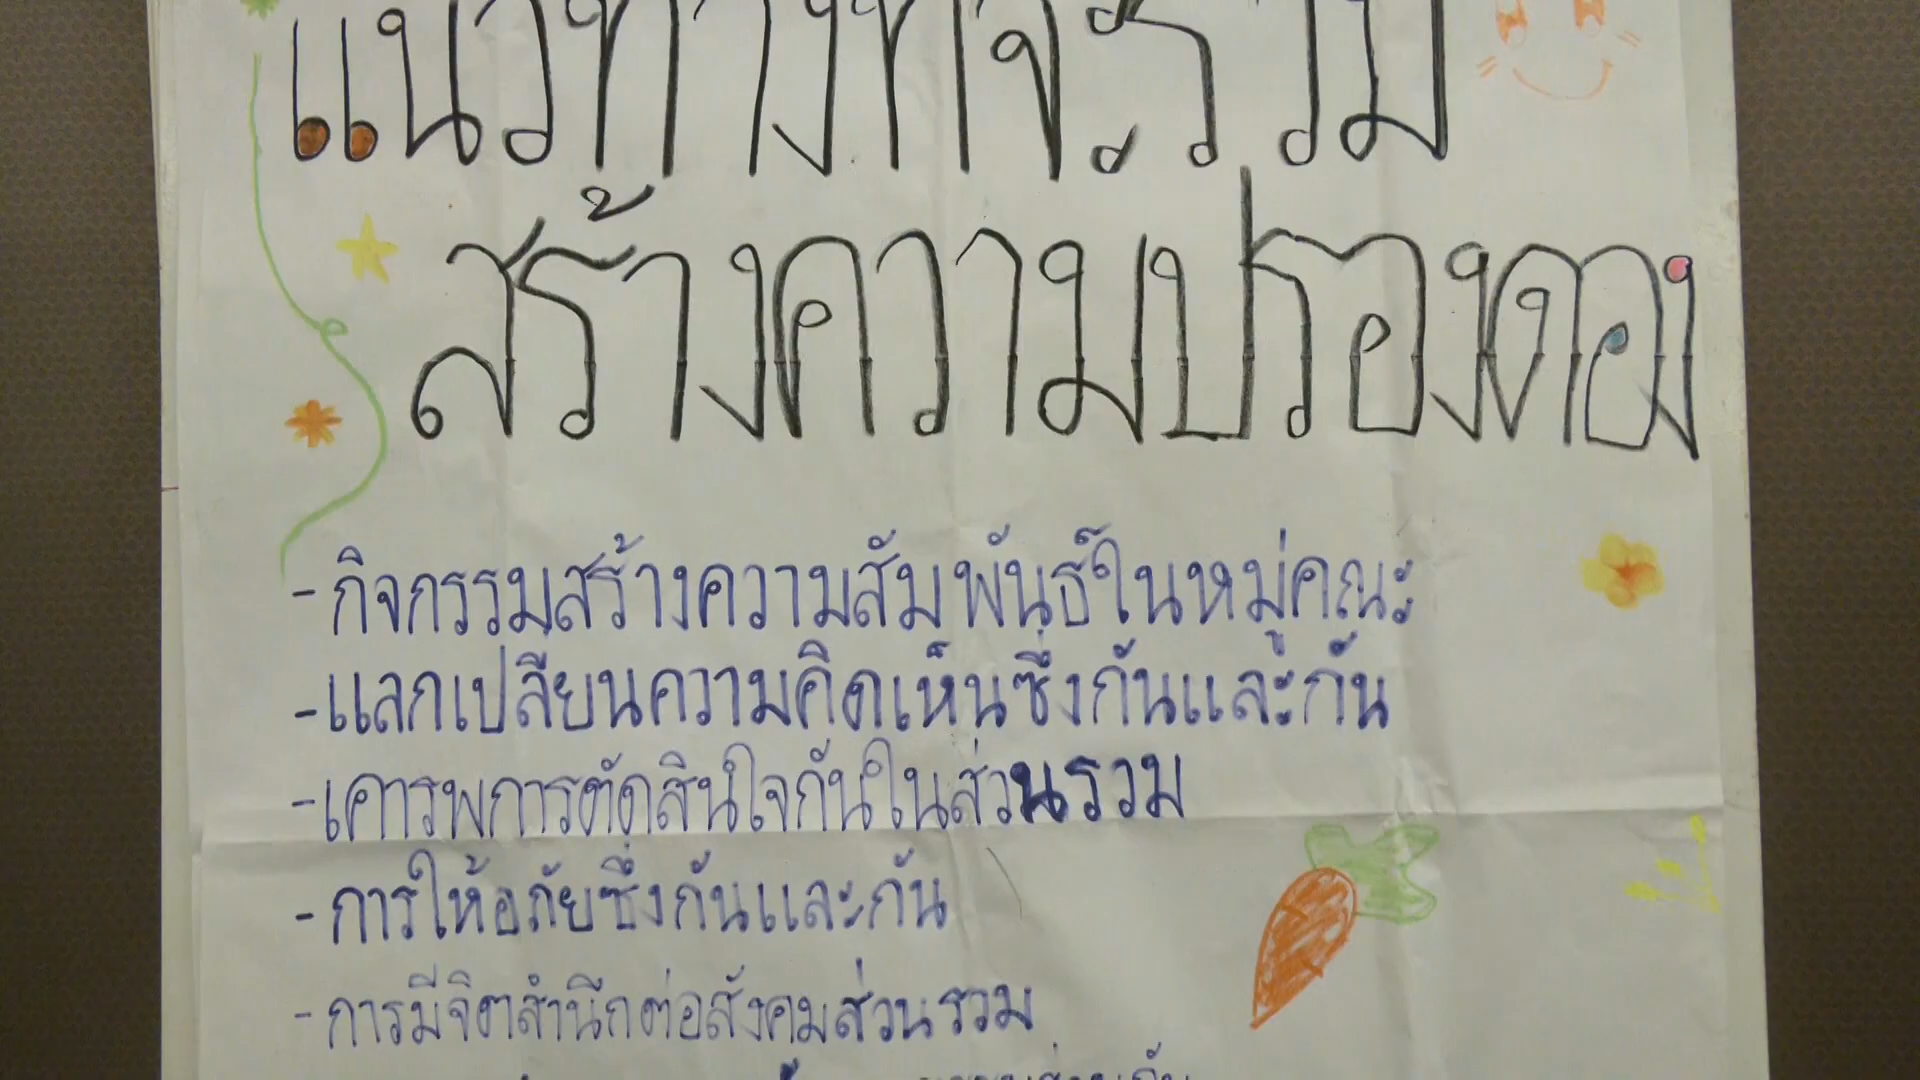 แนวทางที่จะร่วม
สร้างความปรองดอง
- กิจกรรมสร้างความสัมพันธ์ในหมู่คณะ
- แลกเปลี่ยนความคิดเห็นซึ่งกันและกัน
- เคารพการตัดสินใจกันในส่วนรวม
- การให้อภัยซึ่งกันและกัน
- การมีจิตสำนึกต่อสังคมส่วนรวม